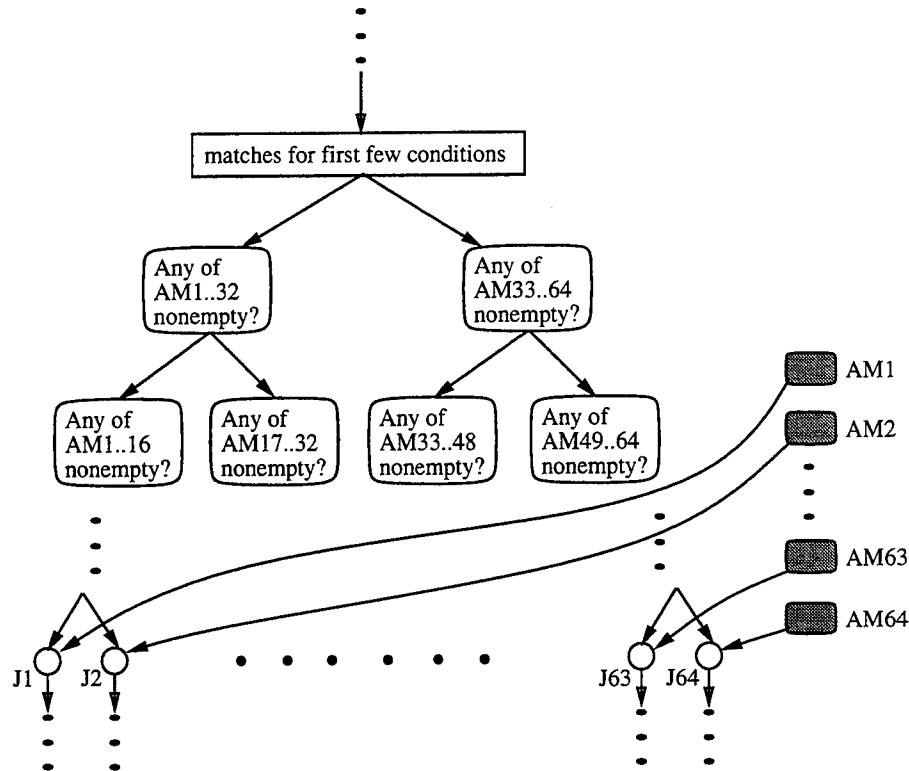 matches for first few conditions
Any of
AM1..32
nonempty?
Any of
AM33..64
nonempty?
Any of
AM1..16
nonempty?
Any of
AM17..32
nonempty?
Any of
AM33..48
nonempty?
Any of
AM49..64
nonempty?
AM1
AM2
AM63
AM64
J1
J2
J63
J64